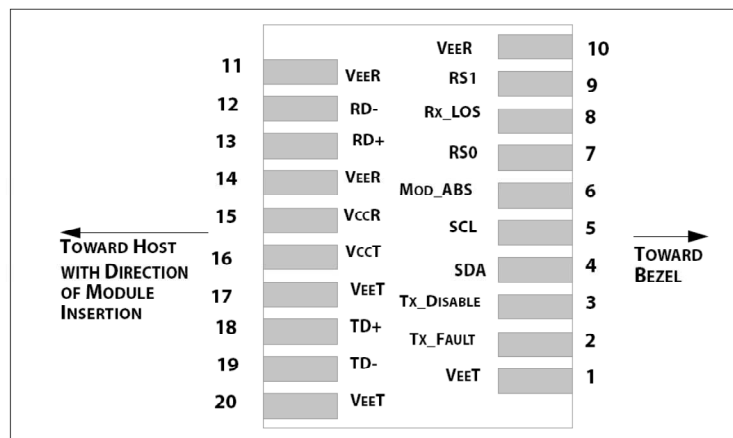 VEER 10
11 VEER
RS1 9
12 RD-
RX_LOS 8
13 RD+
RS0 7
14 VEER
MOD_ABS 6
15 VCCR
SCL 5
TOWARD HOST
WITH DIRECTION
OF MODULE
INSERTION
16 VCCT
SDA 4
TOWARD
BEZEL
17 VEET
TX_DISABLE 3
18 TD+
TX_FAULT 2
19 TD-
VEET 1
20 VEET